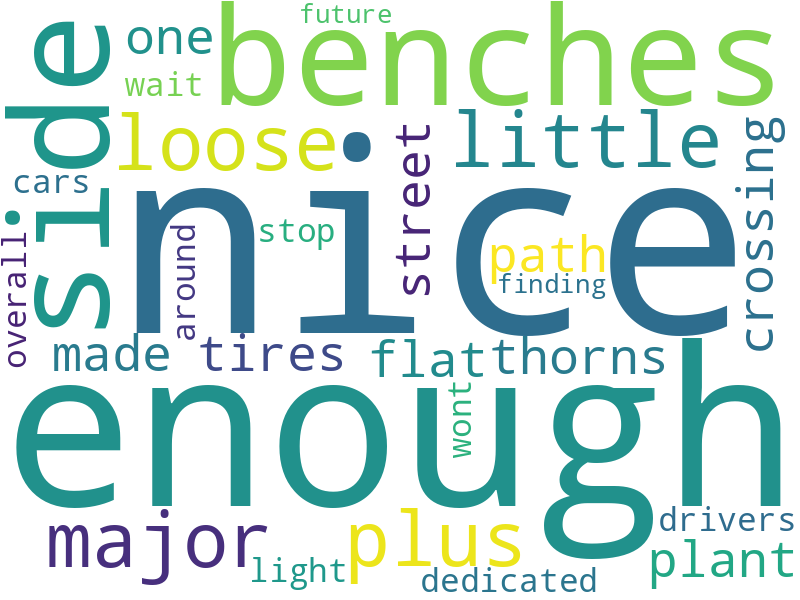 future
one
benches
wait
side
loose
little
crossing
cars
nice
street
stop
path
overall
around
finding
made
tires
flat
thorns
enough
wont
major
plus
drivers
plant
light
dedicated